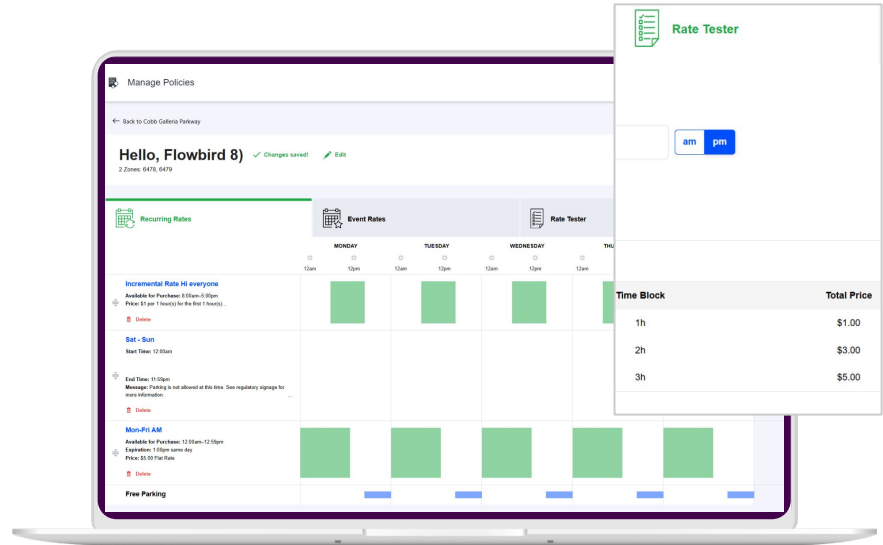 Rate Tester
am pm
Time Block Total Price
1h $1.00
2h $3.00
3h $5.00
Manage Policies
← Back to Cobb Galleria Parkway
Hello, Flowbird 8) ✓ Changes saved! Edit
2 Zones: 6478, 6479
Recurring Rates Event Rates Rate Tester
MONDAY TUESDAY WEDNESDAY THU
12am 12pm 12am 12pm 12am 12pm 12am
Incremental Rate Hi everyone
Available for Purchase: 8:00am–5:00pm
Price: $1 per 1 hour(s) for the first 1 hour(s)...
Delete
Sat - Sun
Start Time: 12:00am
End Time: 11:59pm
Message: Parking is not allowed at this time. See regulatory signage for
more information. ...
Delete
Mon-Fri AM
Available for Purchase: 12:00am–12:59pm
Expiration: 1:00pm same day
Price: $5.00 Flat Rate
Delete
Free Parking